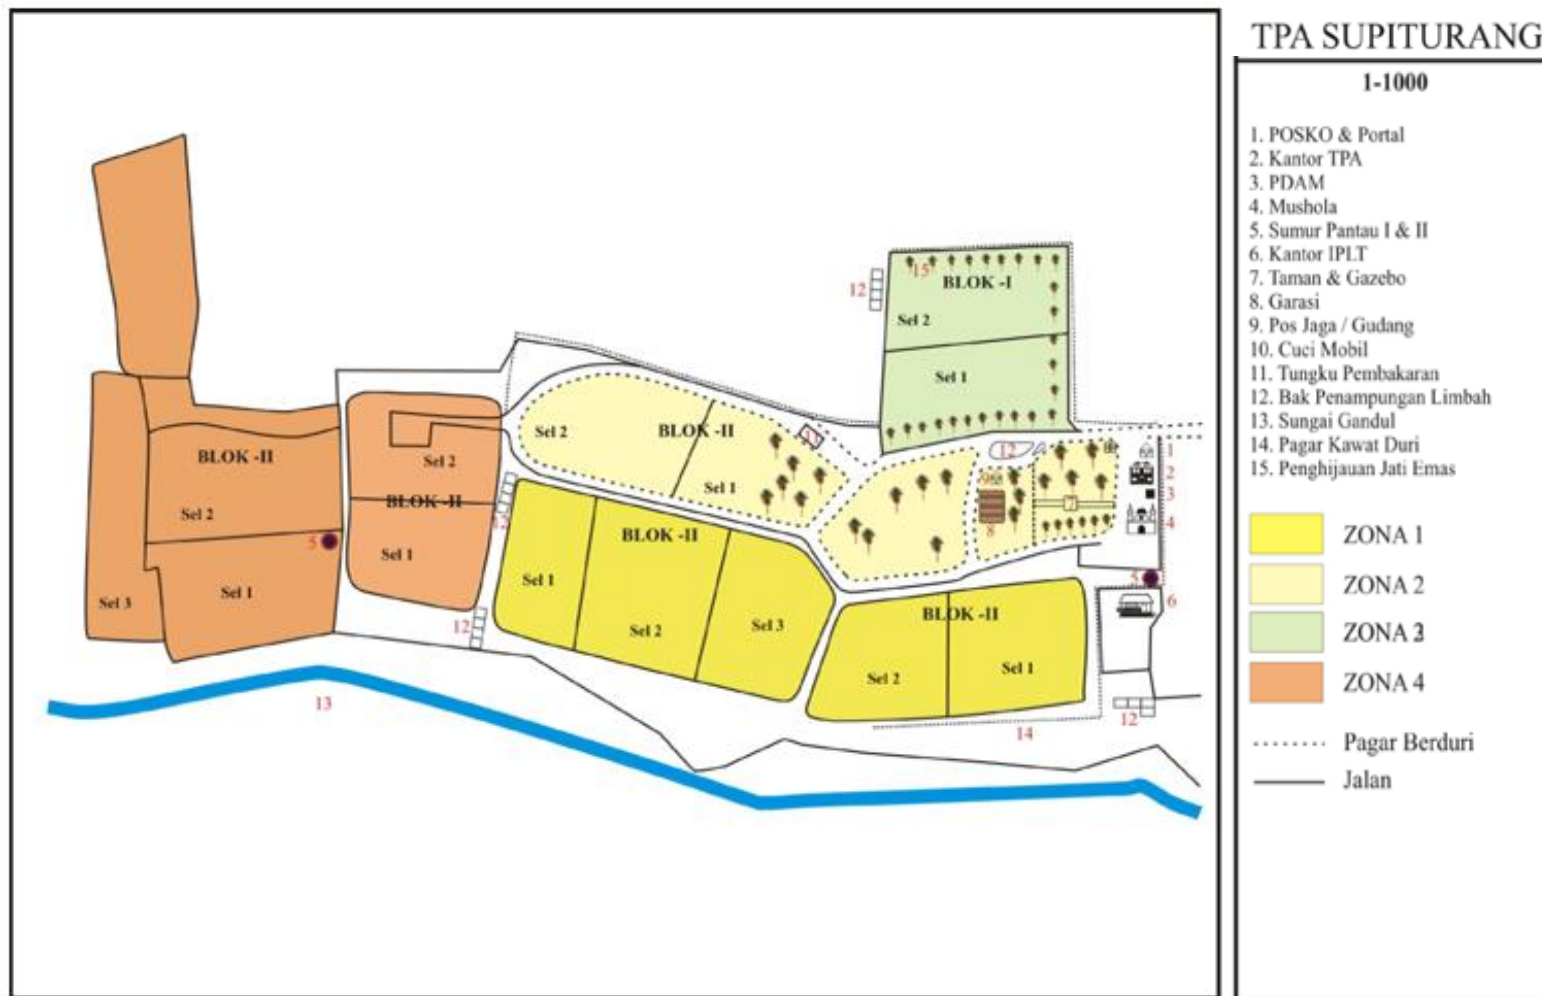 TPA SUPITURANG
1-1000
1. POSKO & Portal
2. Kantor TPA
3. PDAM
4. Mushola
5. Sumur Pantau I & II
6. Kantor IPLT
7. Taman & Gazebo
8. Garasi
9. Pos Jaga / Gudang
10. Cuci Mobil
11. Tungku Pembakaran
12. Bak Penampungan Limbah
13. Sungai Gandul
14. Pagar Kawat Duri
15. Penghijauan Jati Emas
ZONA 1
ZONA 2
ZONA
ZONA 4
Pagar Berduri
Jalan
15
12
BLOK -I
Sel 2
Sel 1
BLOK -II
Sel 2
Sel 1
11
12
1
2
3
4
9
7
8
BLOK -II
Sel 2
5
Sel 1
Sel 3
Sel 2
BLOK -II
Sel 1
12
12
BLOK -II
Sel 1
Sel 2
Sel 3
5
6
BLOK -II
Sel 2
Sel 1
12
13
14